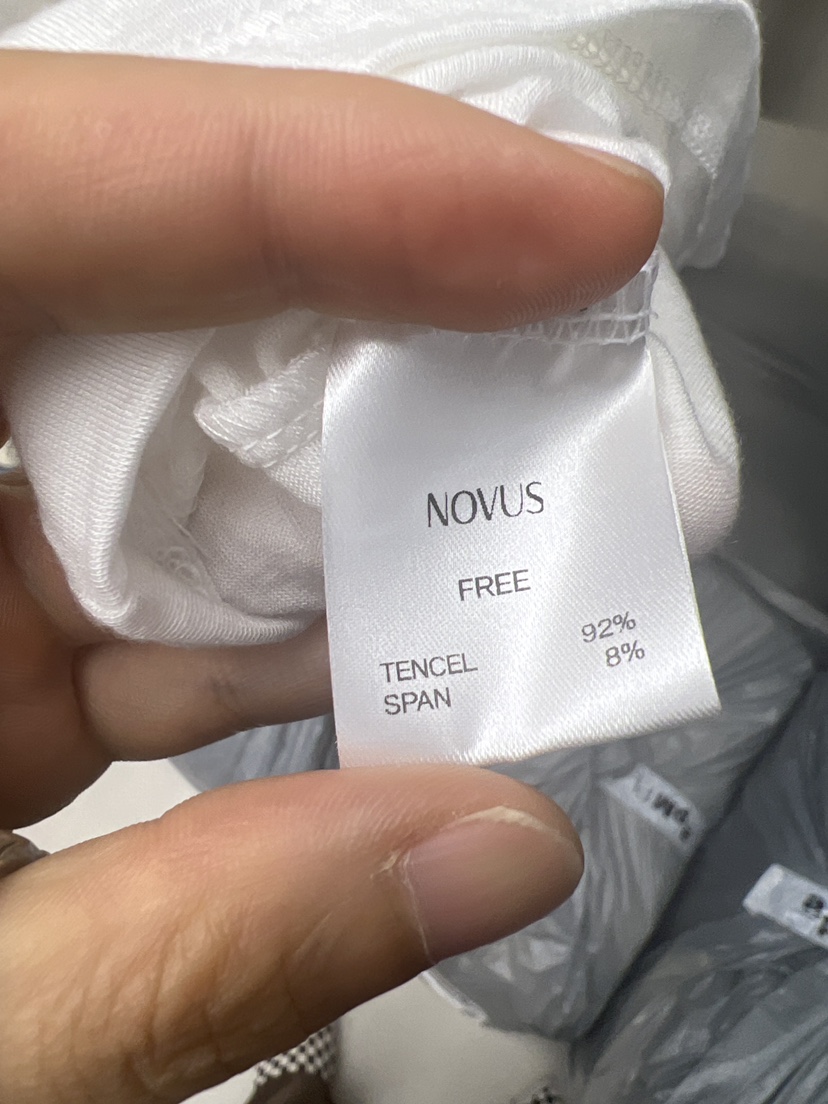 NOVUS
FREE
TENCEL 92%
SPAN 8%